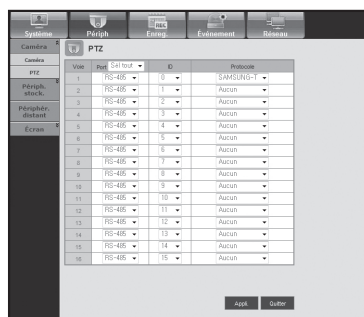 Système Périph Enreg. Événement Réseau
REC
Caméra
Caméra
PTZ
Périph. stock.
Périphér. distant
Écran
PTZ
Voie Port Sél tout ID Protocole
1 RS-485 0 SAMSUNG-T
2 RS-485 1 Aucun
3 RS-485 2 Aucun
4 RS-485 3 Aucun
5 RS-485 4 Aucun
6 RS-485 5 Aucun
7 RS-485 6 Aucun
8 RS-485 7 Aucun
9 RS-485 8 Aucun
10 RS-485 9 Aucun
11 RS-485 10 Aucun
12 RS-485 11 Aucun
13 RS-485 12 Aucun
14 RS-485 13 Aucun
15 RS-485 14 Aucun
16 RS-485 15 Aucun
Appl. Quitter